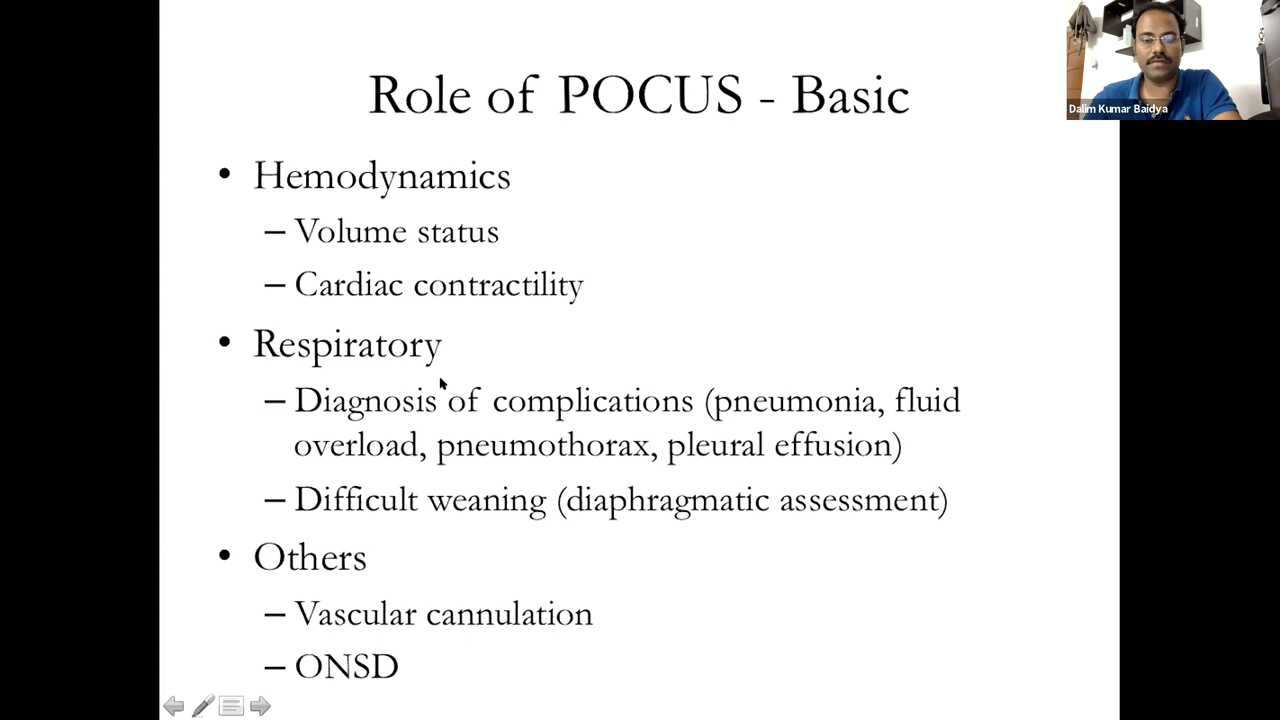 Role of POCUS - Basic
Dalim Kumar Baidya
• Hemodynamics
– Volume status
– Cardiac contractility
• Respiratory
– Diagnosis of complications (pneumonia, fluid
overload, pneumothorax, pleural effusion)
– Difficult weaning (diaphragmatic assessment)
• Others
– Vascular cannulation
– ONSD